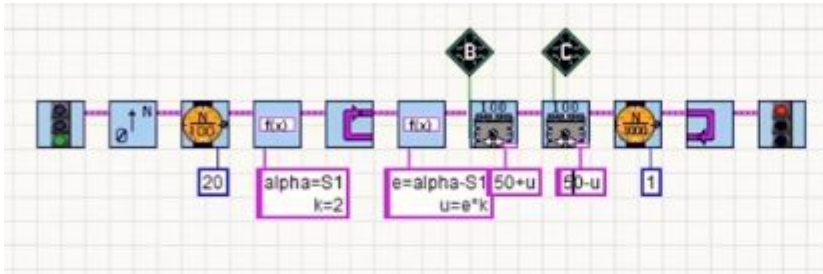 B
C
Ø N
N
100
f(x)
f(x)
100
100
N
1000
20
alpha=S1
k=2
e=alpha-S1
u=e*k
50+u
50-u
1